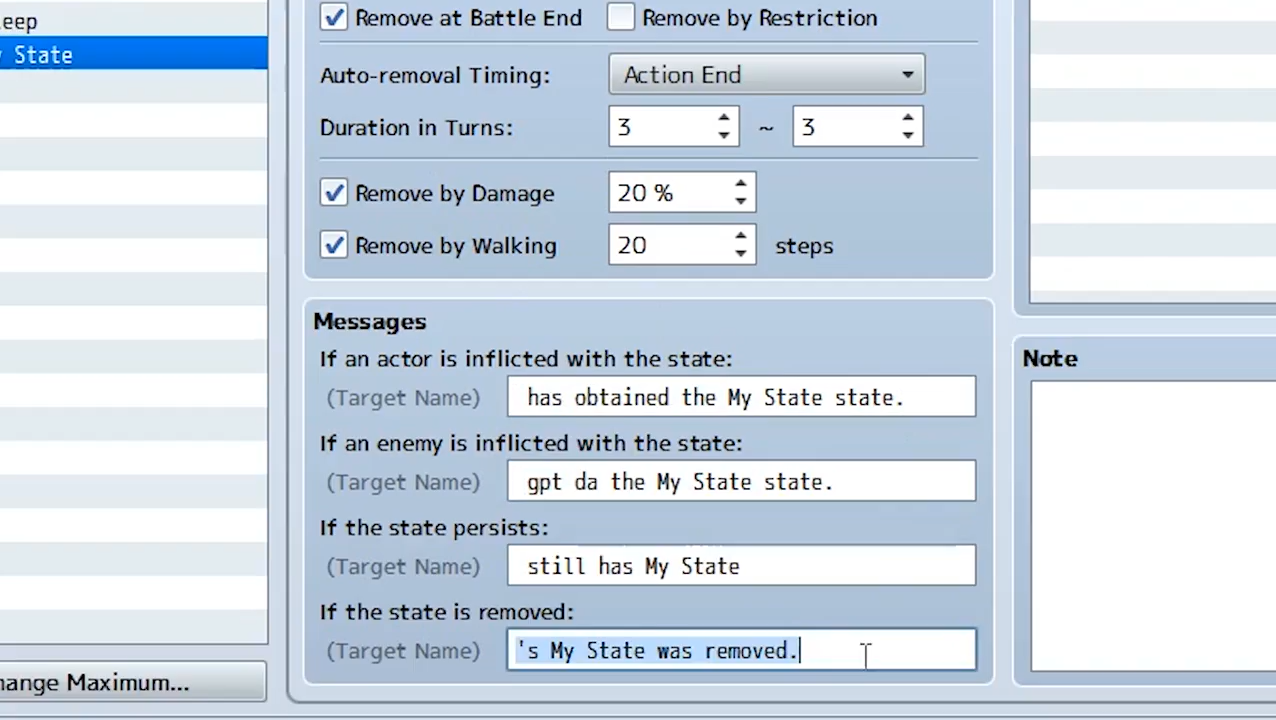 eep
Remove at Battle End Remove by Restriction
State
Auto-removal Timing: Action End
Duration in Turns: 3 ~ 3
Remove by Damage 20 %
Remove by Walking 20 steps
Messages
If an actor is inflicted with the state:
(Target Name) has obtained the My State state.
Note
If an enemy is inflicted with the state:
(Target Name) gpt da the My State state.
If the state persists:
(Target Name) still has My State
If the state is removed:
(Target Name) 's My State was removed.
hange Maximum...